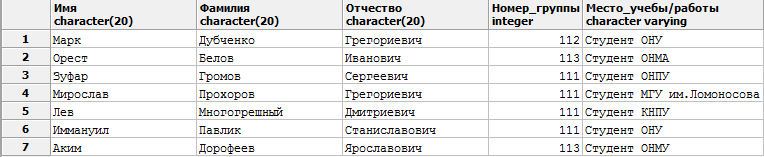 Имя Фамилия Отчество Номер_группы Место_учебы/работы
character(20) character(20) character(20) integer character varying
1 Марк Дубченко Грегориевич 112 Студент ОНУ
2 Орест Белов Иванович 113 Студент ОНМА
3 Зуфар Громов Сергеевич 111 Студент ОНПУ
4 Мирослав Прохоров Грегориевич 111 Студент МГУ им.Ломоносова
5 Лев Многогрешный Дмитриевич 111 Студент КНПУ
6 Иммануил Павлик Станиславович 111 Студент ОНУ
7 Аким Дорофеев Ярославович 113 Студент ОНМУ